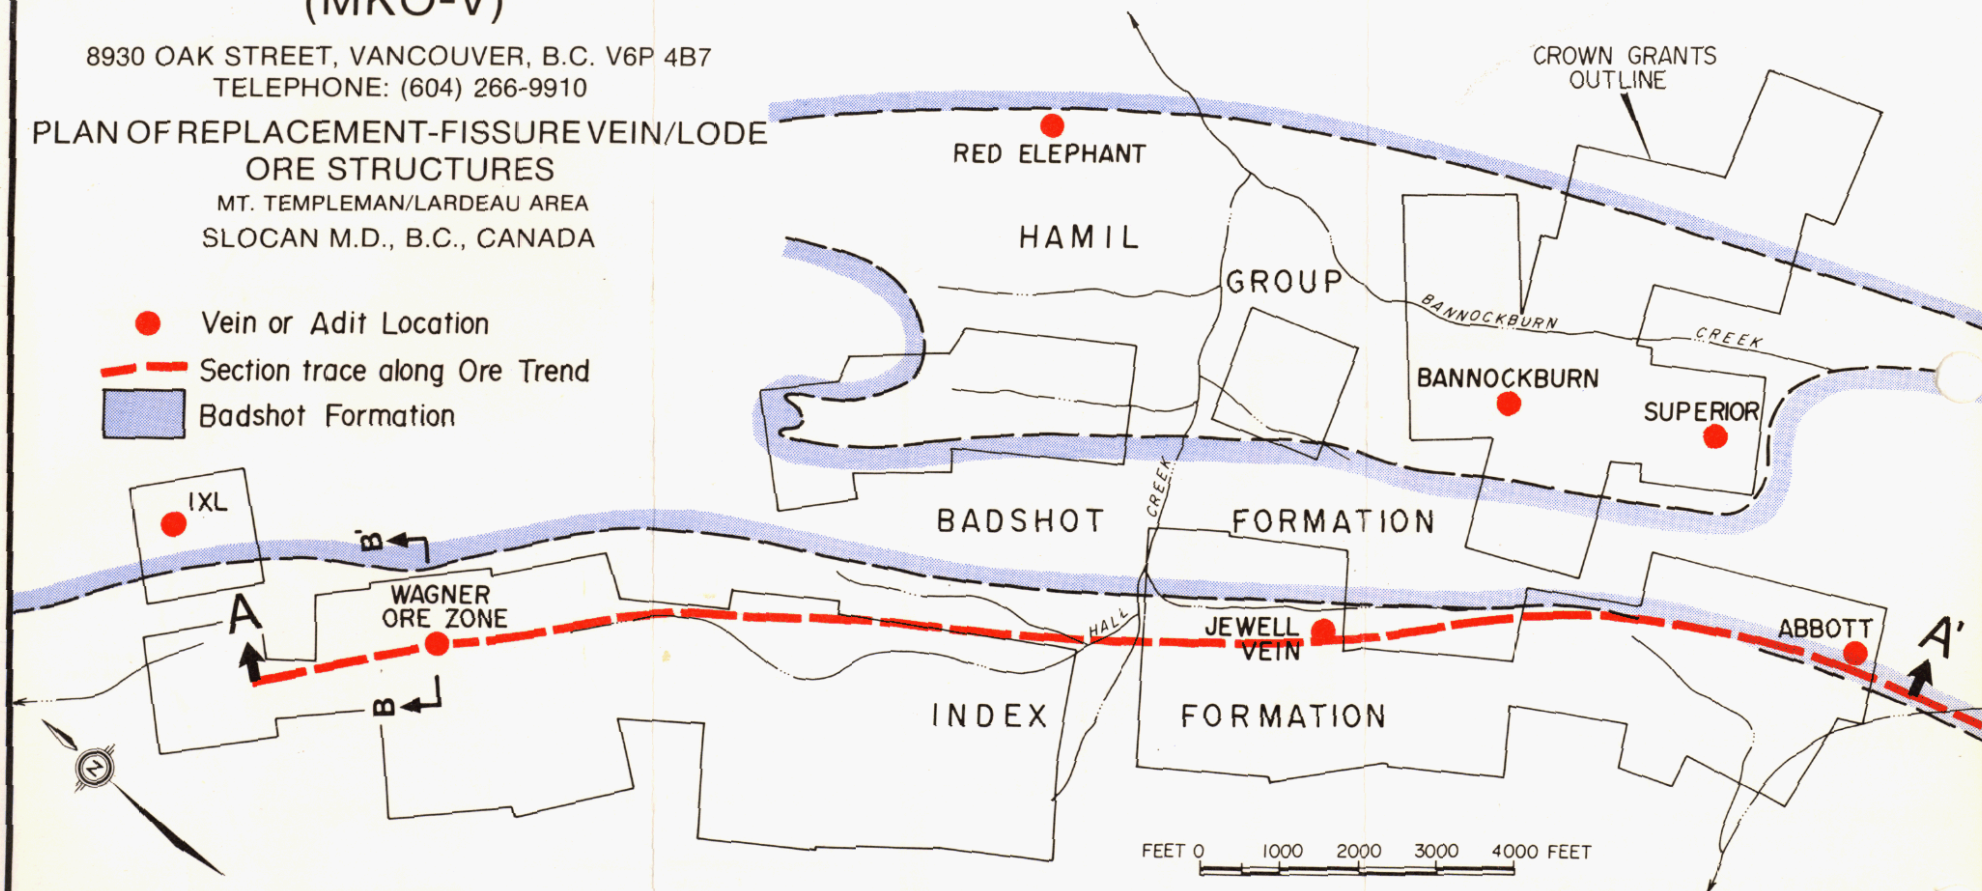 (MKO-V)
8930 OAK STREET, VANCOUVER, B.C. V6P 4B7
TELEPHONE: (604) 266-9910
PLAN OF REPLACEMENT-FISSURE VEIN/LODE
ORE STRUCTURES
MT. TEMPLEMAN/LARDEAU AREA
SLOCAN M.D., B.C., CANADA
Vein or Adit Location
Section trace along Ore Trend
Badshot Formation
CROWN GRANTS
OUTLINE
RED ELEPHANT
HAMIL
GROUP
BANNOCKBURN
CREEK
BANNOCKBURN
SUPERIOR
IXL
CREEK
BADSHOT
FORMATION
B'
WAGNER
ORE ZONE
A
HALL
JEWELL
VEIN
ABBOTT
A'
B
INDEX
FORMATION
N
FEET 0 1000 2000 3000 4000 FEET